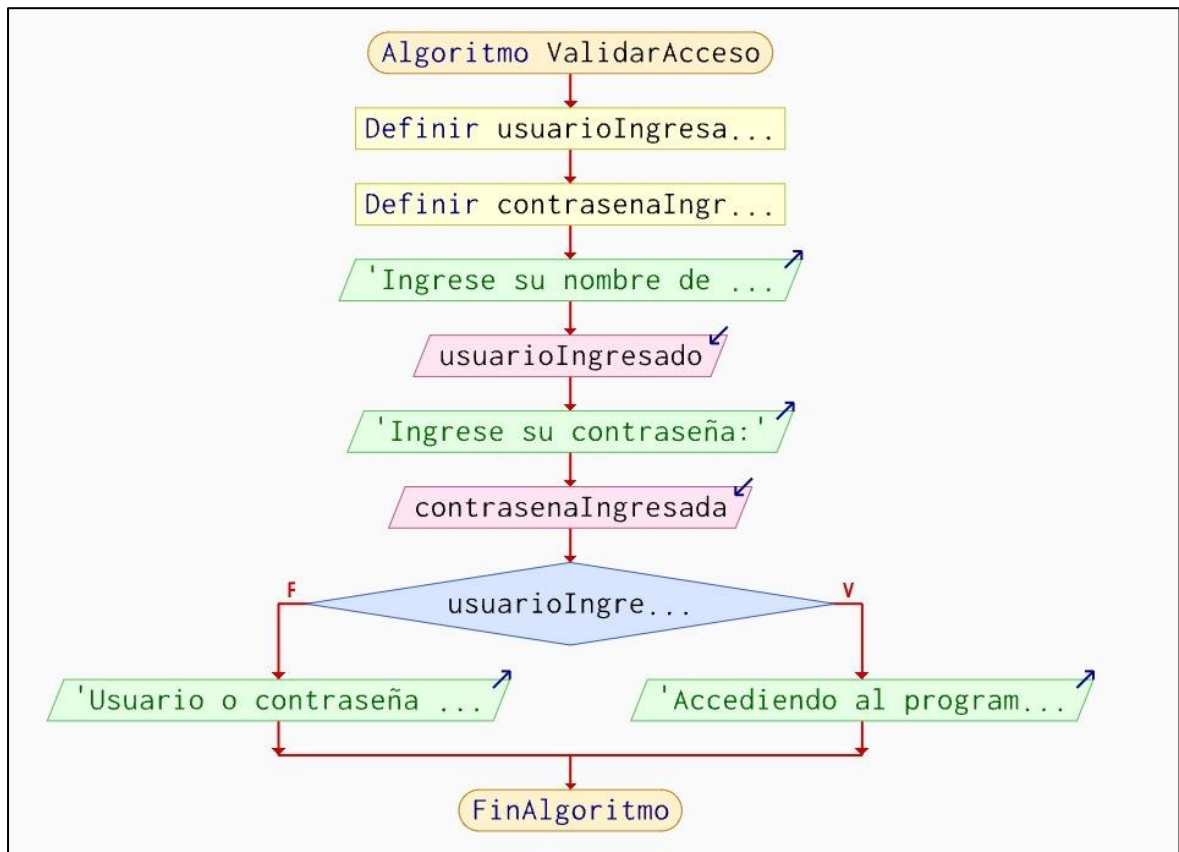 Algoritmo ValidarAcceso
Definir usuarioIngresa...
Definir contrasenaIngr...
'Ingrese su nombre de ...
usuarioIngresado
'Ingrese su contraseña:'
contrasenaIngresada
F
V
usuarioIngre...
'Usuario o contraseña ...
'Accediendo al program...
FinAlgoritmo